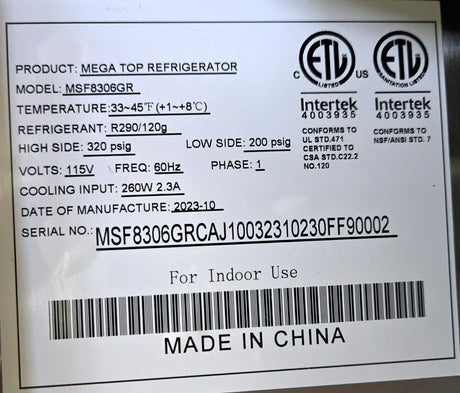 PRODUCT: MEGA TOP REFRIGERATOR
MODEL: MSF8306GR
TEMPERATURE: 33~45℉ (+1~+8℃)
REFRIGERANT: R290/120g
HIGH SIDE: 320 psig LOW SIDE: 200 psig
VOLTS: 115V FREQ: 60Hz PHASE: 1
COOLING INPUT: 260W 2.3A
DATE OF MANUFACTURE: 2023-10
SERIAL NO.: MSF8306GRCAJ10032310230FF90002
C ETL US
LISTED
Intertek
4003935
CONFORMS TO
UL STD.471
CERTIFIED TO
CSA STD.C22.2
NO.120
ETL
SANITATION LISTED
Intertek
4003935
CONFORMS TO
NSF/ANSI STD. 7
For Indoor Use
MADE IN CHINA